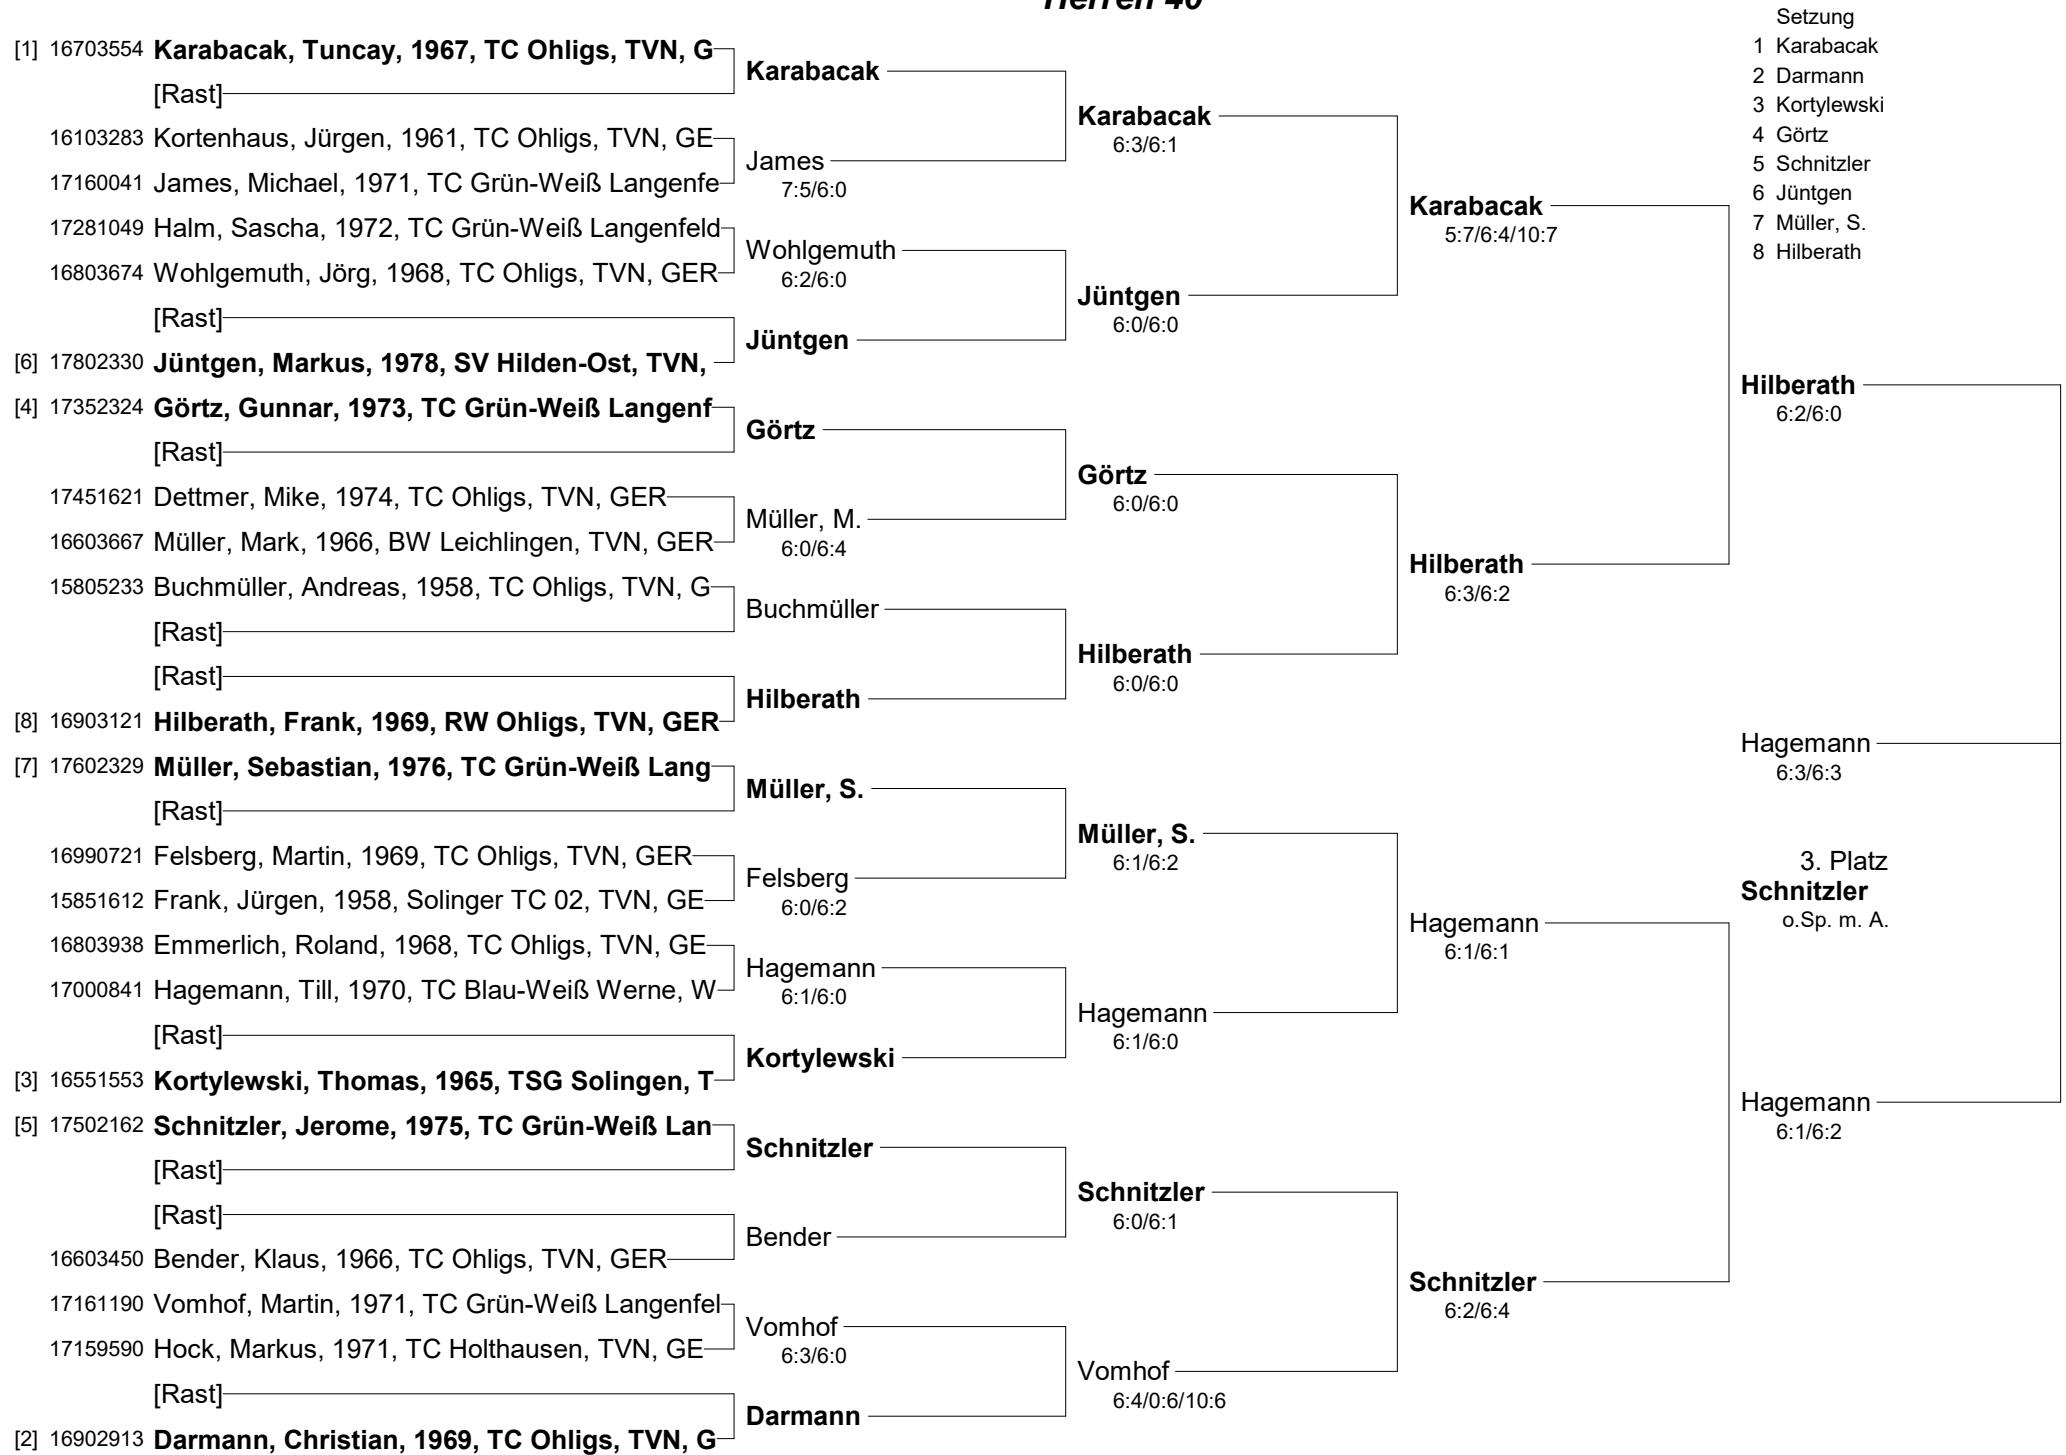 Herren 40
Setzung
1 Karabacak
2 Darmann
3 Kortylewski
4 Görtz
5 Schnitzler
6 Jüntgen
7 Müller, S.
8 Hilberath
[1] 16703554 Karabacak, Tuncay, 1967, TC Ohligs, TVN, G
[Rast]
16103283 Kortenhaus, Jürgen, 1961, TC Ohligs, TVN, GE
17160041 James, Michael, 1971, TC Grün-Weiß Langenfe
17281049 Halm, Sascha, 1972, TC Grün-Weiß Langenfeld
16803674 Wohlgemuth, Jörg, 1968, TC Ohligs, TVN, GER
[Rast]
[6] 17802330 Jüntgen, Markus, 1978, SV Hilden-Ost, TVN,
[4] 17352324 Görtz, Gunnar, 1973, TC Grün-Weiß Langenf
[Rast]
17451621 Dettmer, Mike, 1974, TC Ohligs, TVN, GER
16603667 Müller, Mark, 1966, BW Leichlingen, TVN, GER
15805233 Buchmüller, Andreas, 1958, TC Ohligs, TVN, G
[Rast]
[Rast]
[8] 16903121 Hilberath, Frank, 1969, RW Ohligs, TVN, GER
[7] 17602329 Müller, Sebastian, 1976, TC Grün-Weiß Lang
[Rast]
16990721 Felsberg, Martin, 1969, TC Ohligs, TVN, GER
15851612 Frank, Jürgen, 1958, Solinger TC 02, TVN, GE
16803938 Emmerlich, Roland, 1968, TC Ohligs, TVN, GE
17000841 Hagemann, Till, 1970, TC Blau-Weiß Werne, W
[Rast]
[3] 16551553 Kortylewski, Thomas, 1965, TSG Solingen, T
[5] 17502162 Schnitzler, Jerome, 1975, TC Grün-Weiß Lan
[Rast]
[Rast]
16603450 Bender, Klaus, 1966, TC Ohligs, TVN, GER
17161190 Vomhof, Martin, 1971, TC Grün-Weiß Langenfel
17159590 Hock, Markus, 1971, TC Holthausen, TVN, GE
[Rast]
[2] 16902913 Darmann, Christian, 1969, TC Ohligs, TVN, G
Karabacak
James
7:5/6:0
Wohlgemuth
6:2/6:0
Jüntgen
Görtz
Müller, M.
6:0/6:4
Buchmüller
Hilberath
Müller, S.
Felsberg
6:0/6:2
Hagemann
6:1/6:0
Kortylewski
Schnitzler
Bender
Vomhof
6:3/6:0
Darmann
Karabacak
6:3/6:1
Jüntgen
6:0/6:0
Görtz
6:0/6:0
Hilberath
6:0/6:0
Müller, S.
6:1/6:2
Hagemann
6:1/6:0
Schnitzler
6:0/6:1
Vomhof
6:4/0:6/10:6
Karabacak
5:7/6:4/10:7
Hilberath
6:3/6:2
Hagemann
6:1/6:1
Schnitzler
6:2/6:4
Hilberath
6:2/6:0
Hagemann
6:3/6:3
3. Platz
Schnitzler
o.Sp. m. A.
Hagemann
6:1/6:2